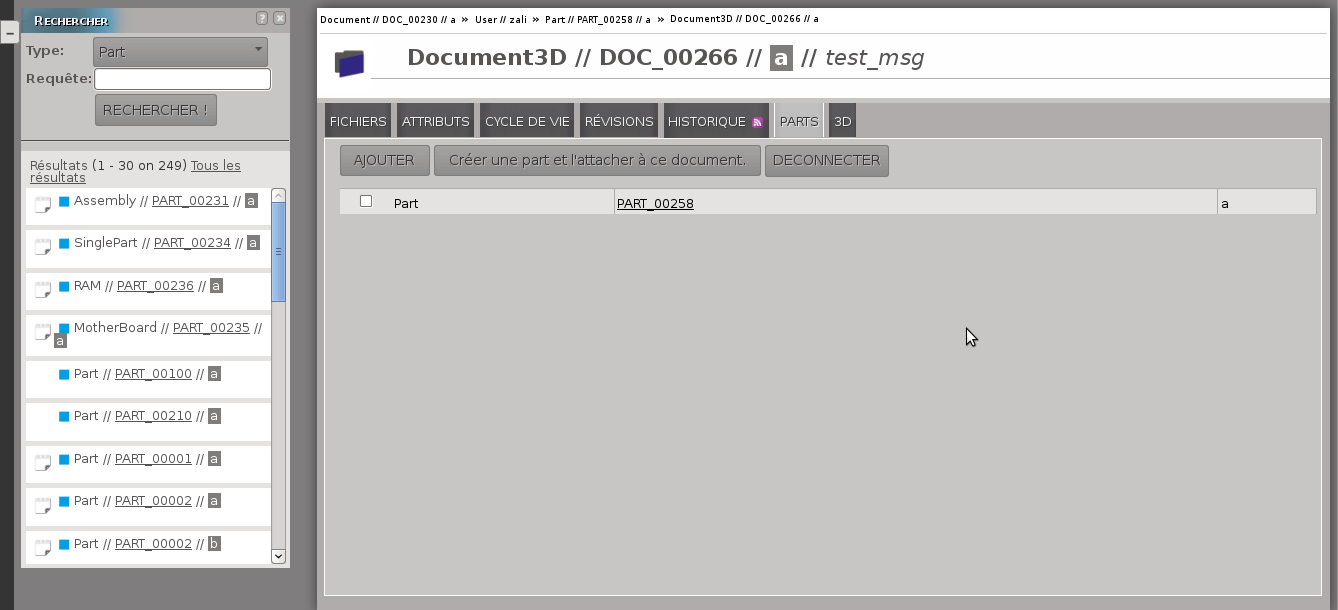 RECHERCHER
? ×
Type: Part
Requête:
RECHERCHER !
Résultats (1 - 30 on 249) Tous les
résultats
Assembly // PART_00231 // a
SinglePart // PART_00234 // a
RAM // PART_00236 // a
MotherBoard // PART_00235 //
a
Part // PART_00100 // a
Part // PART_00210 // a
Part // PART_00001 // a
Part // PART_00002 // a
Part // PART_00002 // b
Document // DOC_00230 // a » User // zali » Part // PART_00258 // a » Document3D // DOC_00266 // a
Document3D // DOC_00266 // a // test_msg
FICHIERS ATTRIBUTS CYCLE DE VIE RÉVISIONS HISTORIQUE PARTS 3D
AJOUTER Créer une part et l'attacher à ce document. DECONNECTER
Part PART_00258 a